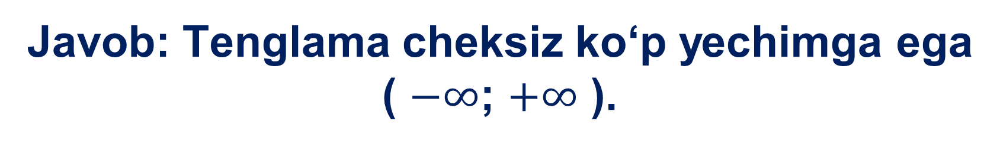 Javob: Tenglama cheksiz ko‘p yechimga ega
( −∞; +∞ ).